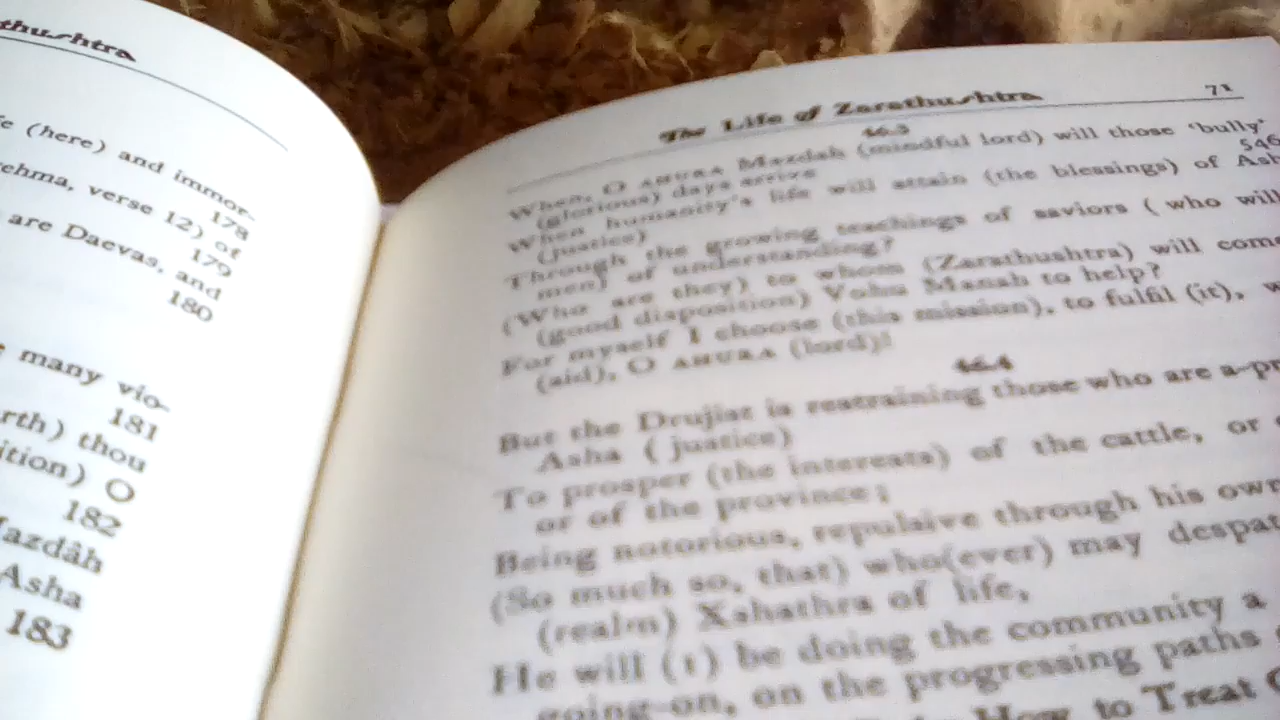 thushtra
e (here) and immor-
178
ehma, verse 12) of
179
are Daevas, and
180
many vio-
181
rth) thou
ition) O
182
Mazdâh
Asha
183
The Life of Zarathushtra
71
46.3
When, O AHURA Mazdah (mindful lord) will those 'bully'
(glorious) days arrive
546
When humanity's life will attain (the blessings) of Ash
(justice)
Through the growing teachings of saviors ( who will
men) of understanding?
(Who are they) to whom (Zarathushtra) will com
(good disposition) Vohu Manah to help?
For myself I choose (this mission), to fulfil (it), w
(aid), O AHURA (lord)!
46.4
But the Drujist is restraining those who are a-pr
Asha ( justice)
To prosper (the interests) of the cattle, or
or of the province;
Being notorious, repulsive through his own
(So much so, that) who(ever) may despat
(realm) Xshathra of life,
He will (1) be doing the community a
going-on, on the progressing paths
How to Treat